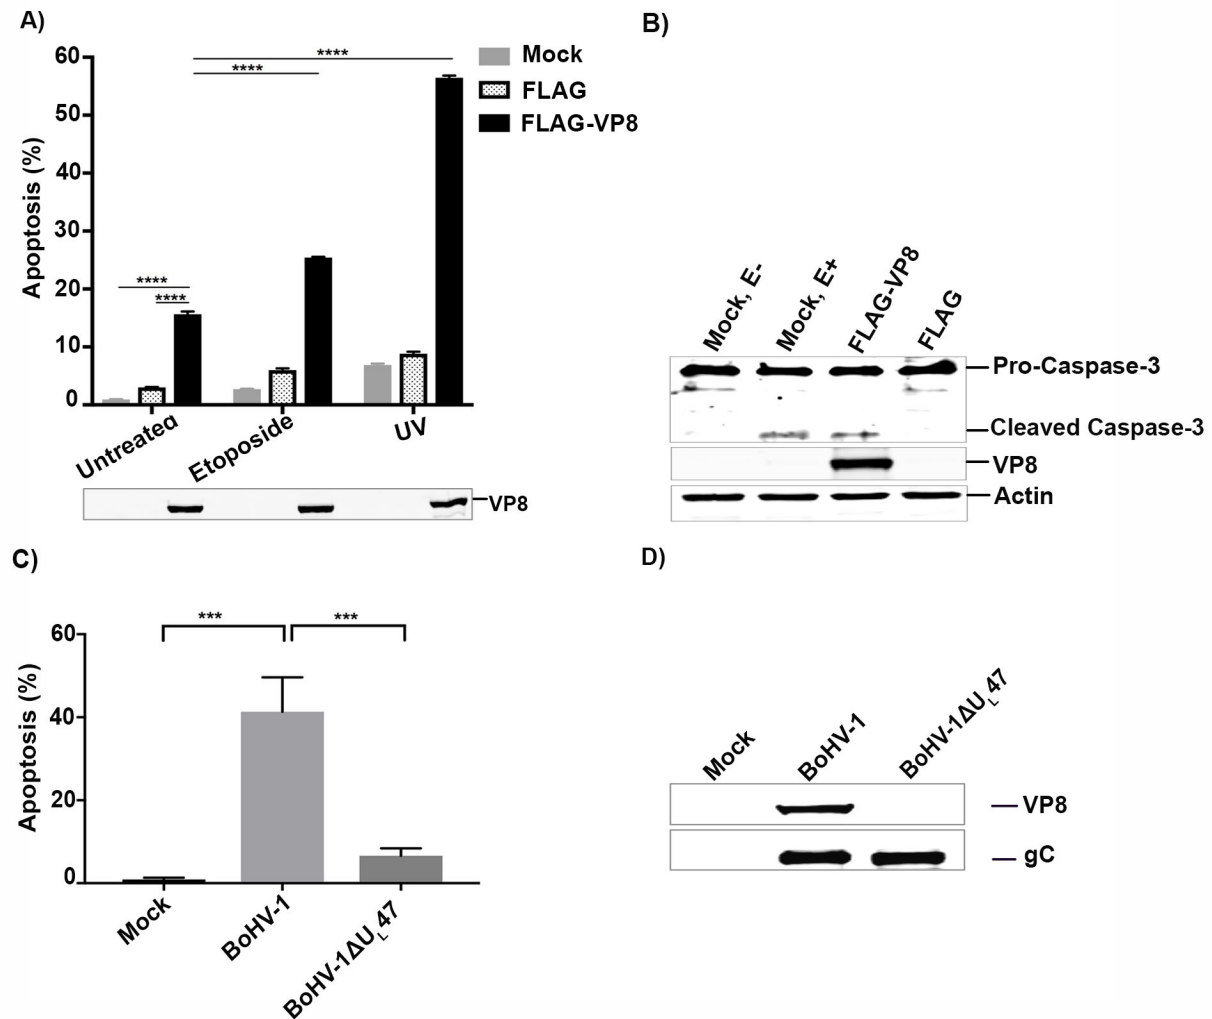 A)
Apoptosis (%)
60
50
40
30
20
10
0
****
****
****
****
Mock
FLAG
FLAG-VP8
Untreated
Etoposide
UV
VP8
B)
Mock, E-
Mock, E+
FLAG-VP8
FLAG
Pro-Caspase-3
Cleaved Caspase-3
VP8
Actin
C)
Apoptosis (%)
60
40
20
0
***
***
Mock
BoHV-1
BoHV-1ΔU_L47
D)
Mock
BoHV-1
BoHV-1ΔU_L47
VP8
gC